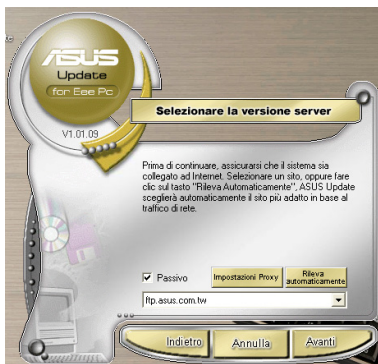 ASUS
Update
for Eee Pc
V1.01.09
Selezionare la versione server
Prima di continuare, assicurarsi che il sistema sia
collegato ad Internet. Selezionare un sito, oppure fare
clic sul tasto "Rileva Automaticamente", ASUS Update
sceglierà automaticamente il sito più adatto in base al
traffico di rete.
Passivo
Impostazioni Proxy
Rileva
automaticamente
ftp.asus.com.tw
Indietro
Annulla
Avanti